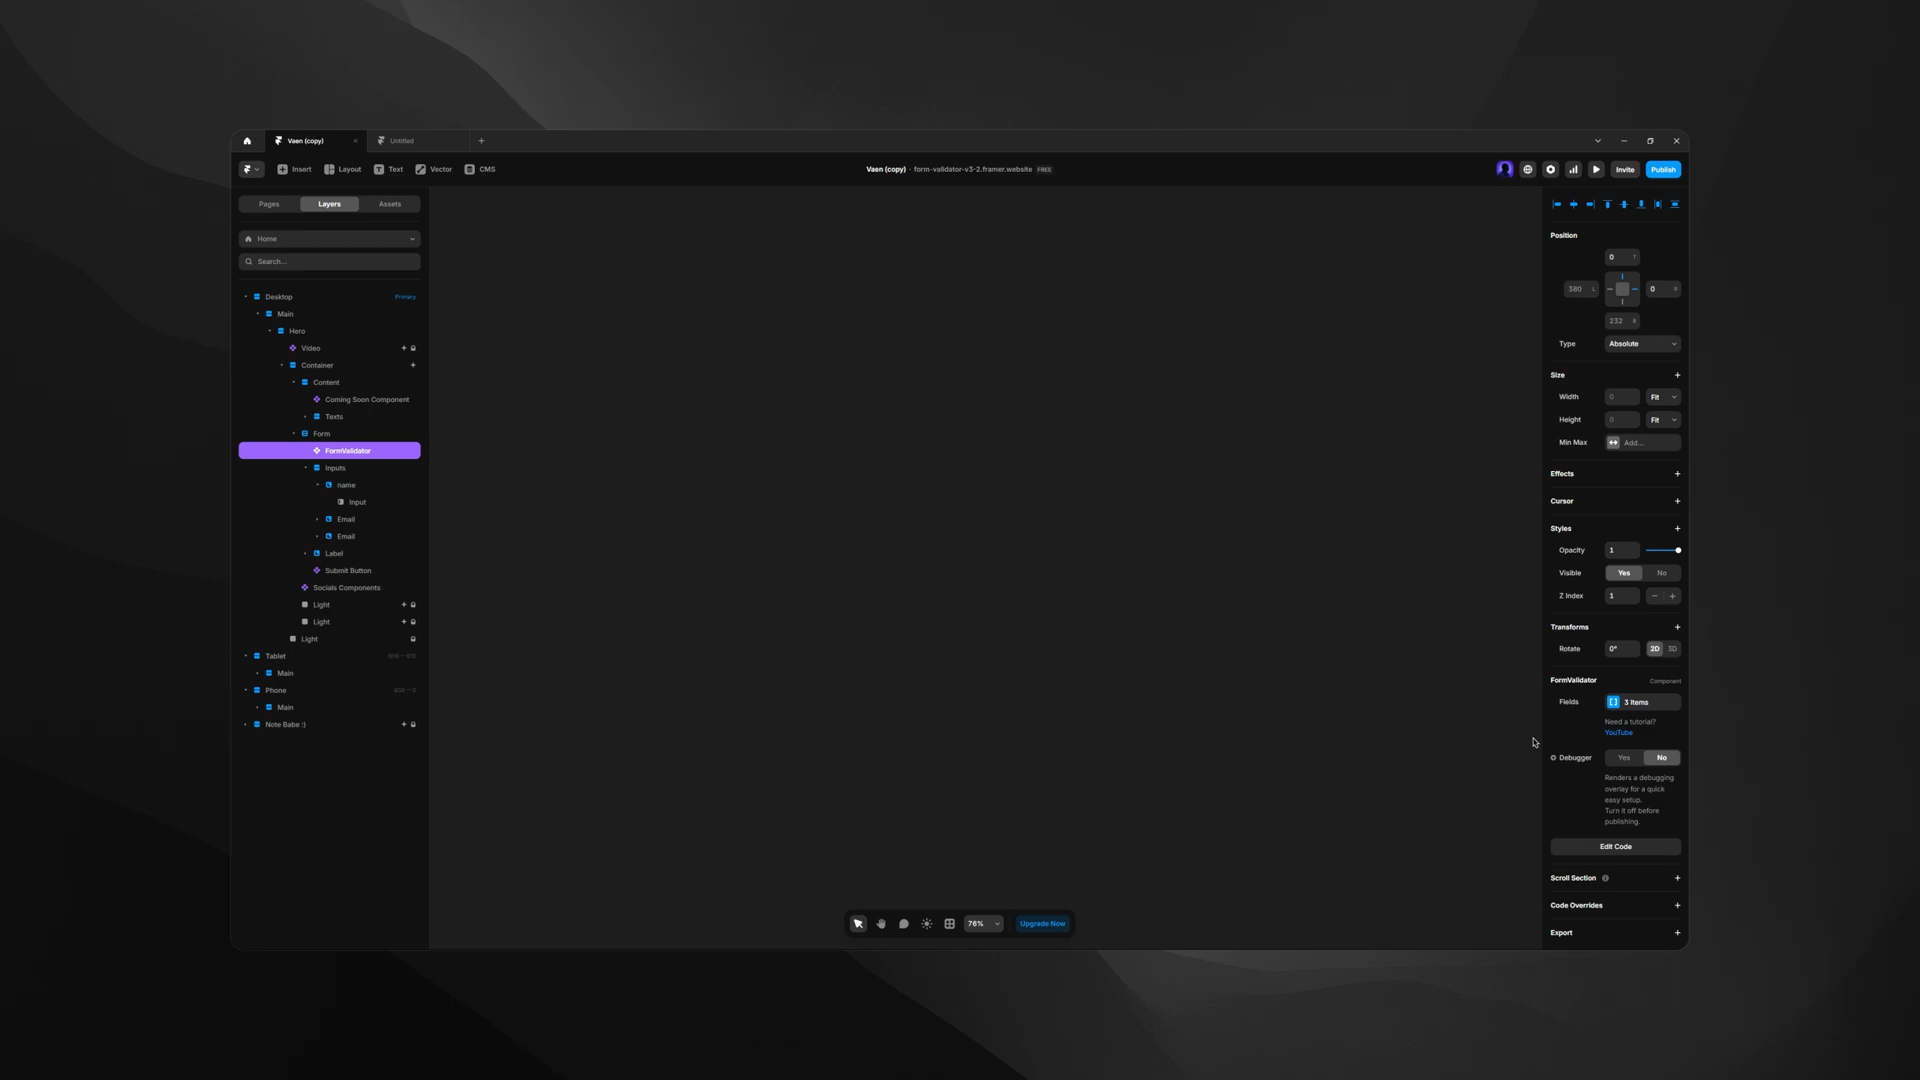 Vaen (copy)
Untitled
Insert
Layout
Text
Vector
CMS
Vaen (copy) · form-validator-v3-2.framer.website FREE
Invite
Publish
Pages
Layers
Assets
Home
Search...
Desktop
Primary
Main
Hero
Video
Container
Content
Coming Soon Component
Texts
Form
FormValidator
Inputs
name
Input
Email
Email
Label
Submit Button
Socials Components
Light
Light
Light
Tablet
Main
Phone
Main
Note Babe :)
76%
Upgrade Now
Position
0 T
380 L
0 R
232 B
Type Absolute
Size
Width 0 Fit
Height 0 Fit
Min Max Add...
Effects
Cursor
Styles
Opacity 1
Visible Yes No
Z Index 1
Transforms
Rotate 0° 2D 3D
FormValidator Component
Fields 3 Items
Need a tutorial?
YouTube
Debugger Yes No
Renders a debugging
overlay for a quick
easy setup.
Turn it off before
publishing.
Edit Code
Scroll Section
Code Overrides
Export